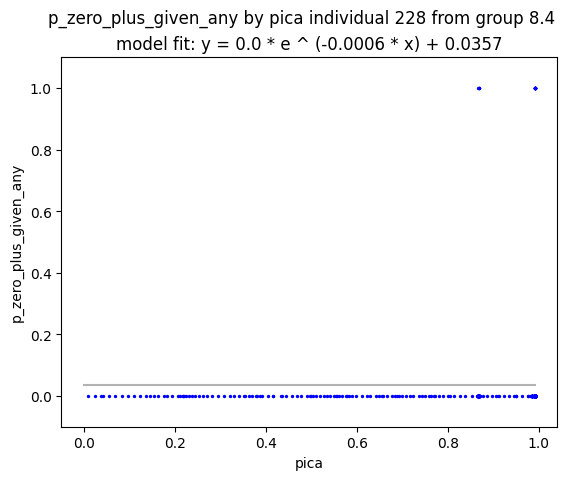 p_zero_plus_given_any by pica individual 228 from group 8.4
model fit: y = 0.0 * e ^ (-0.0006 * x) + 0.0357
1.0
0.8
0.6
0.4
0.2
0.0
p_zero_plus_given_any
0.0 0.2 0.4 0.6 0.8 1.0
pica